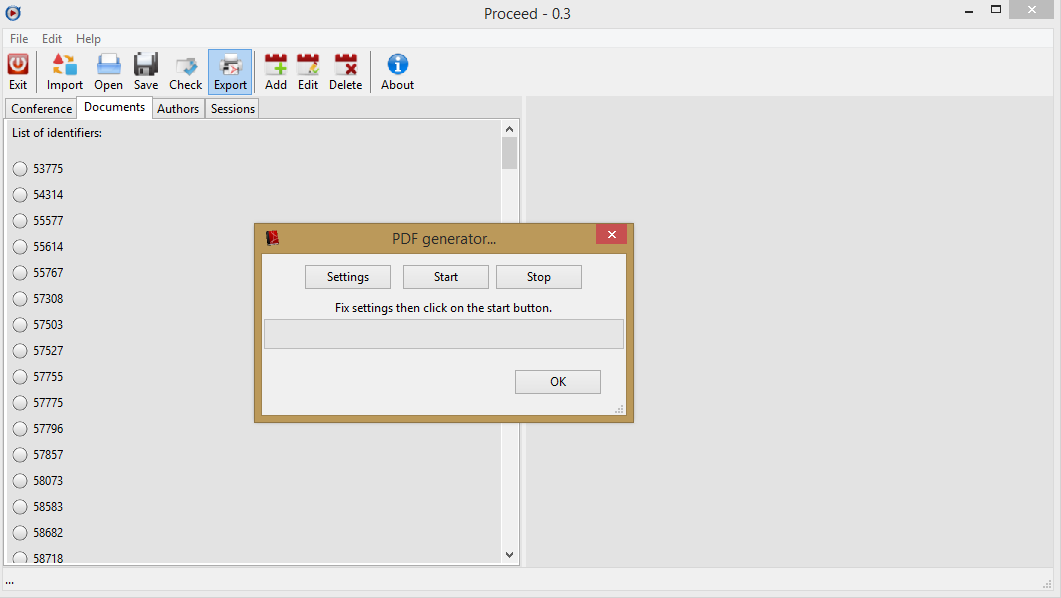 Proceed - 0.3
File Edit Help
Exit Import Open Save Check Export Add Edit Delete About
Conference Documents Authors Sessions
List of identifiers:
53775
54314
55577
55614
55767
57308
57503
57527
57755
57775
57796
57857
58073
58583
58682
58718
PDF generator...
Settings Start Stop
Fix settings then click on the start button.
OK
...